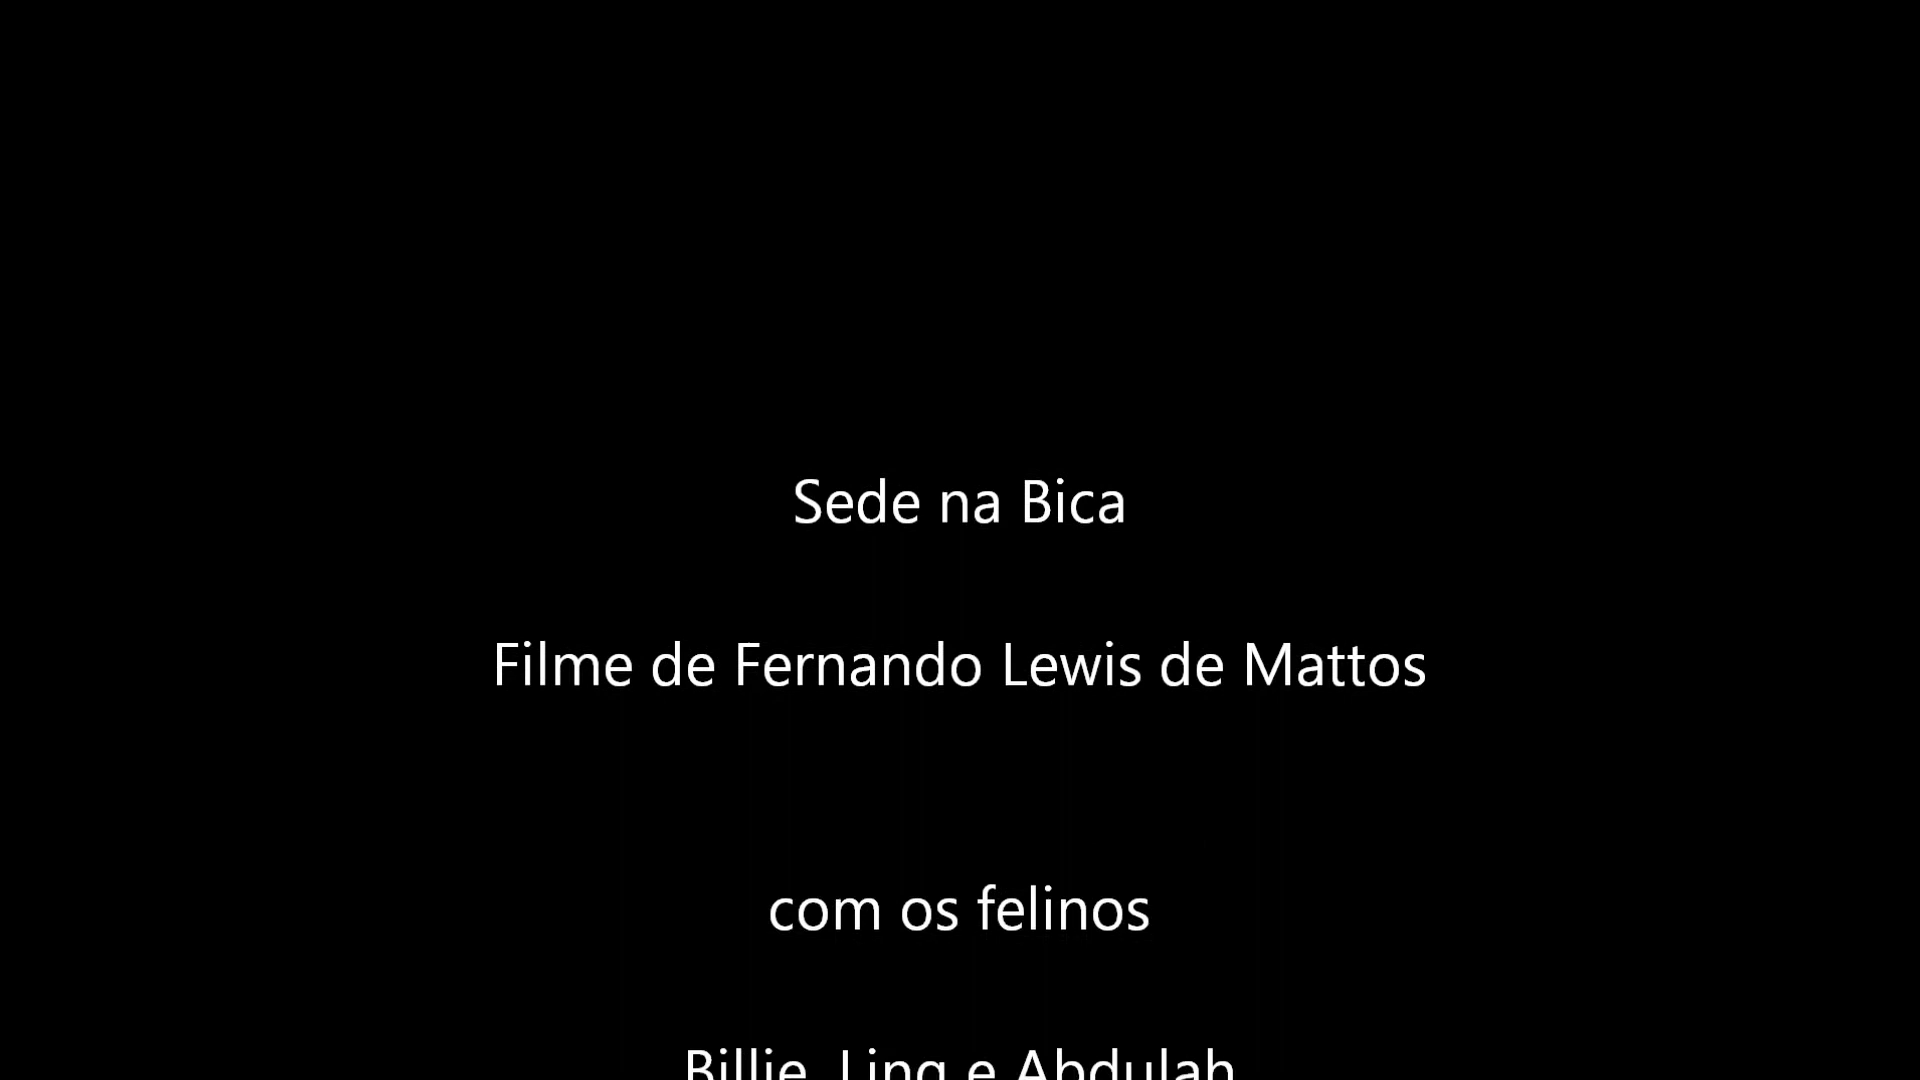 Sede na Bica
Filme de Fernando Lewis de Mattos
com os felinos
Billie, Ling e Abdulah